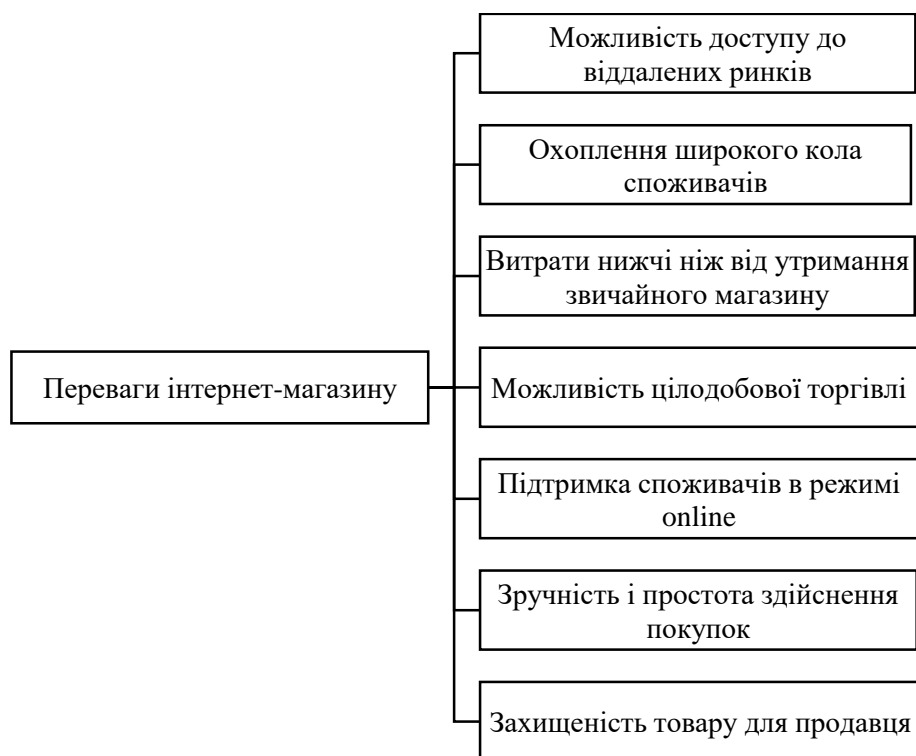 Можливість доступу до
віддалених ринків
Охоплення широкого кола
споживачів
Витрати нижчі ніж від утримання
звичайного магазину
Переваги інтернет-магазину
Можливість цілодобової торгівлі
Підтримка споживачів в режимі
online
Зручність і простота здійснення
покупок
Захищеність товару для продавця